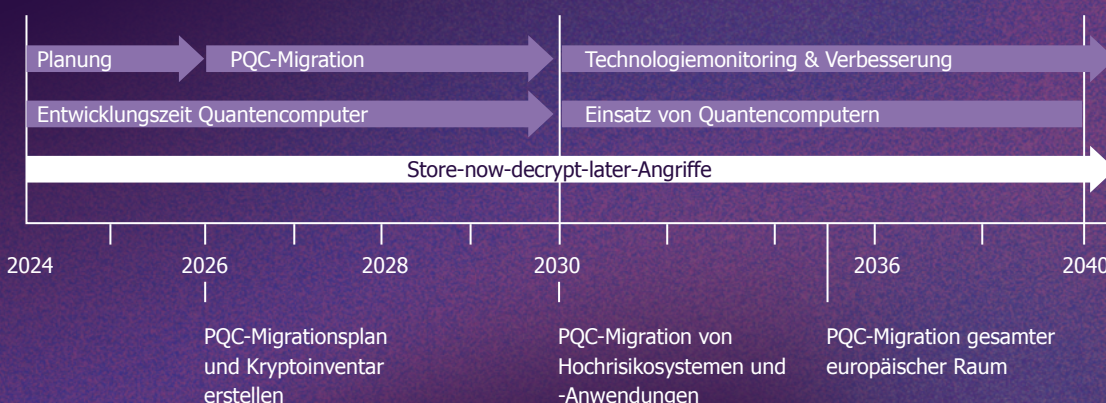 Planung
PQC-Migration
Technologiemonitoring & Verbesserung
Entwicklungszeit Quantencomputer
Einsatz von Quantencomputern
Store-now-decrypt-later-Angriffe
2024
2026
2028
2030
2036
2040
PQC-Migrationsplan
und Kryptoinventar
erstellen
PQC-Migration von
Hochrisikosystemen und
-Anwendungen
PQC-Migration gesamter
europäischer Raum